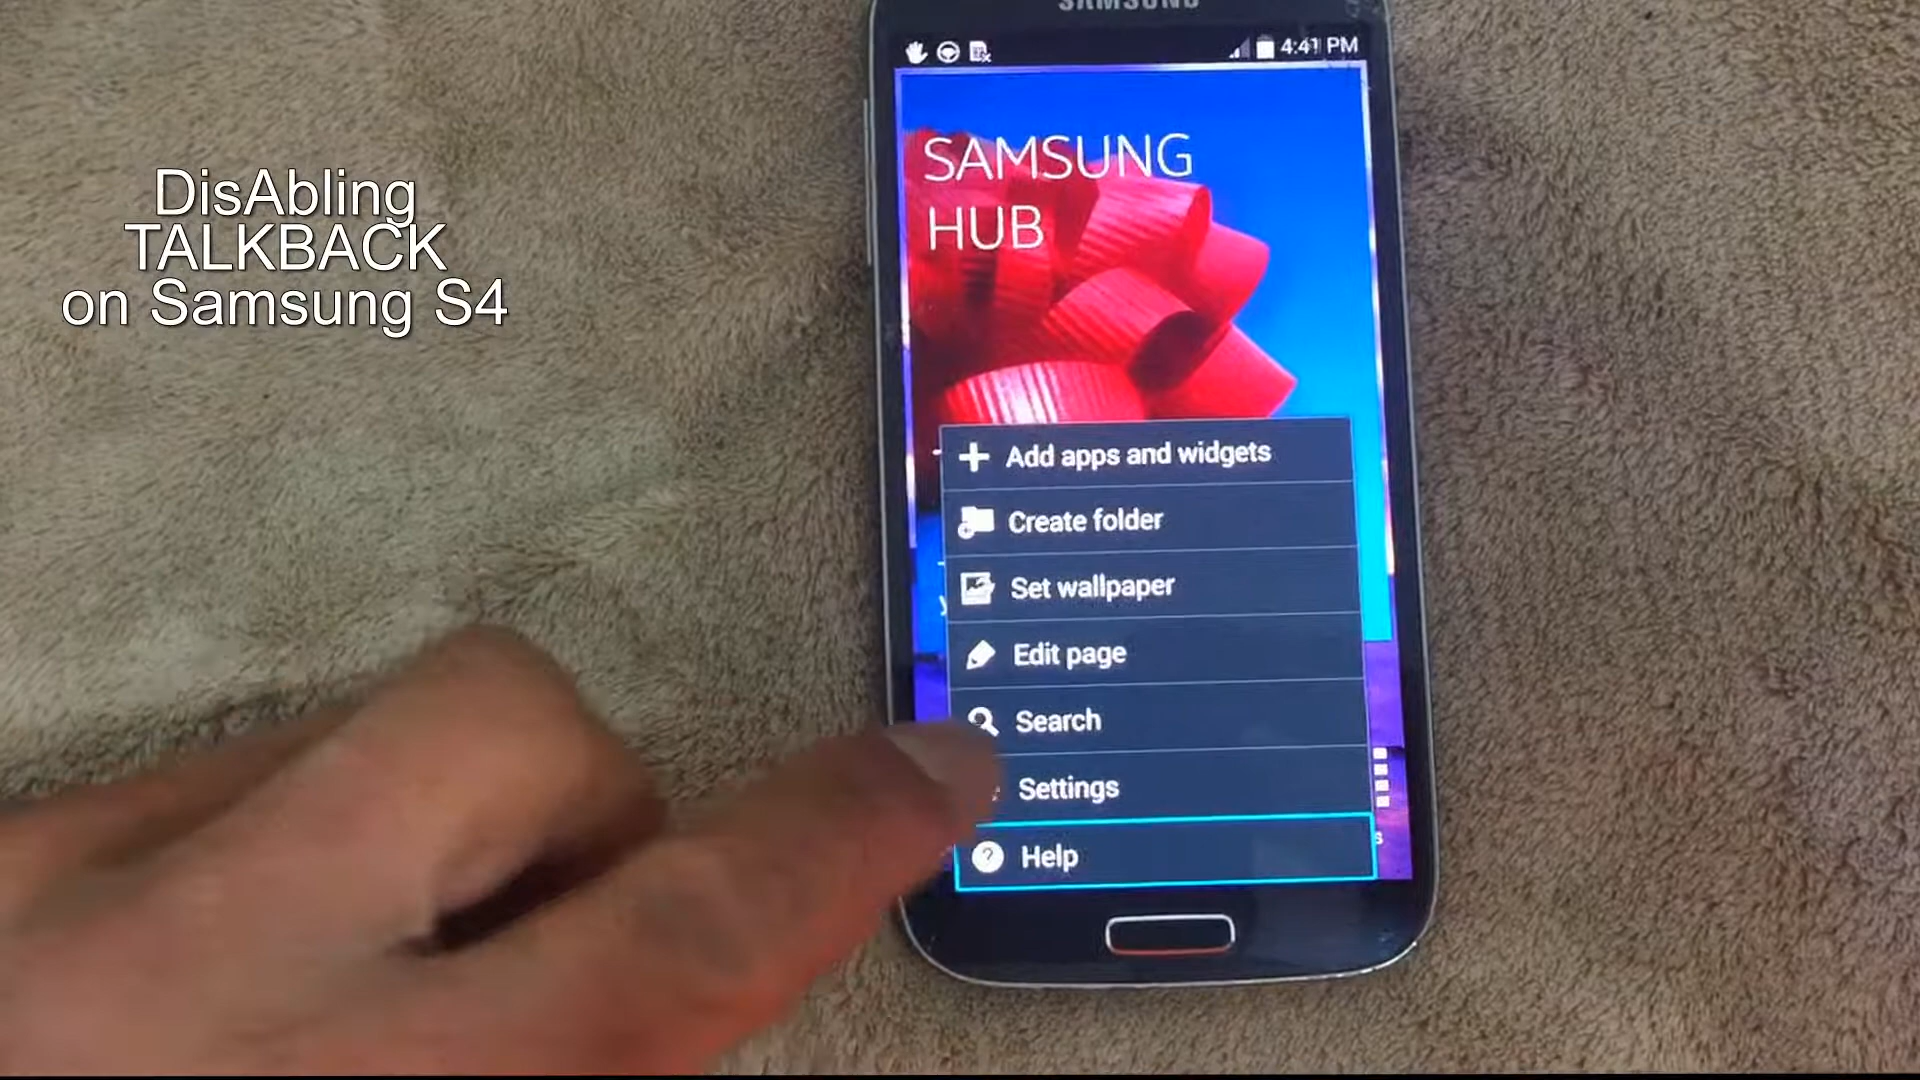 SAMSUNG
4:41 PM
DisAbling
TALKBACK
on Samsung S4
SAMSUNG
HUB
Add apps and widgets
Create folder
Set wallpaper
Edit page
Search
Settings
Help